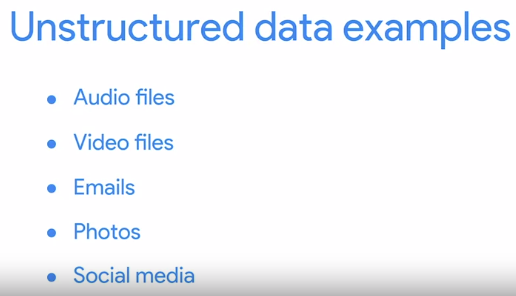 Unstructured data examples
• Audio files
• Video files
• Emails
• Photos
• Social media